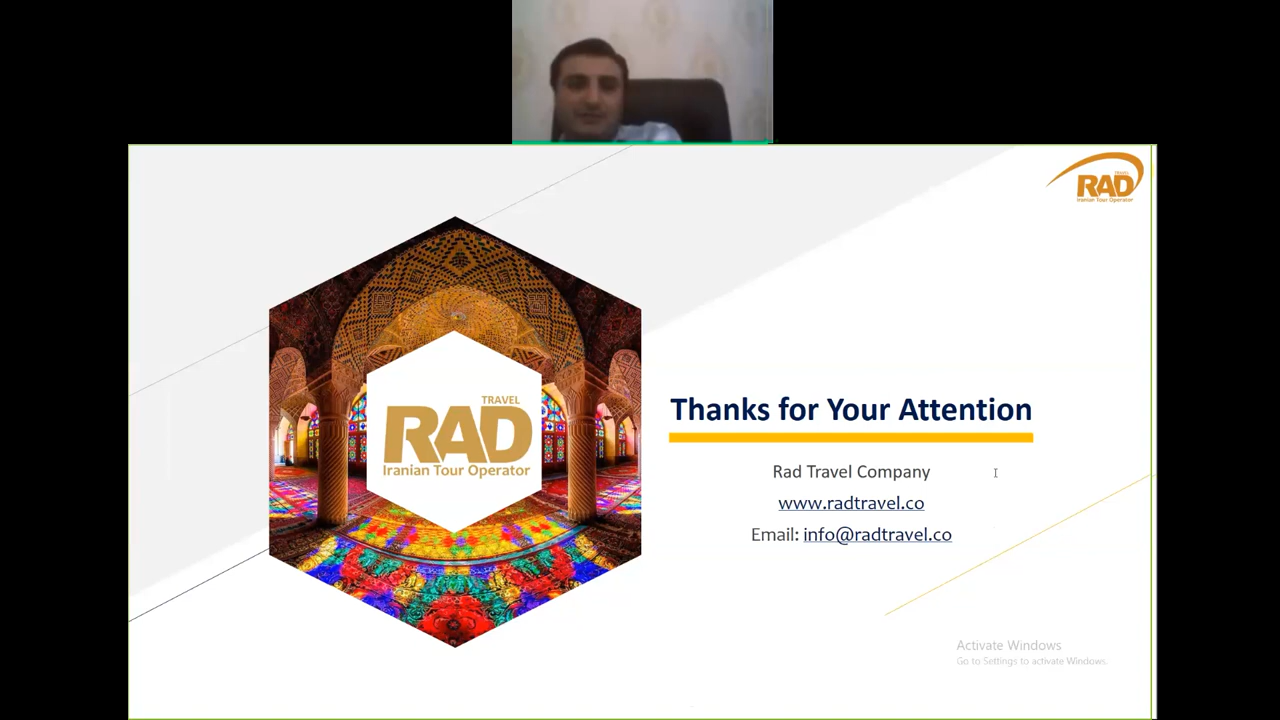 TRAVEL
RAD
Iranian Tour Operator
TRAVEL
RAD
Iranian Tour Operator
Thanks for Your Attention
Rad Travel Company
www.radtravel.co
Email: info@radtravel.co
Activate Windows
Go to Settings to activate Windows.